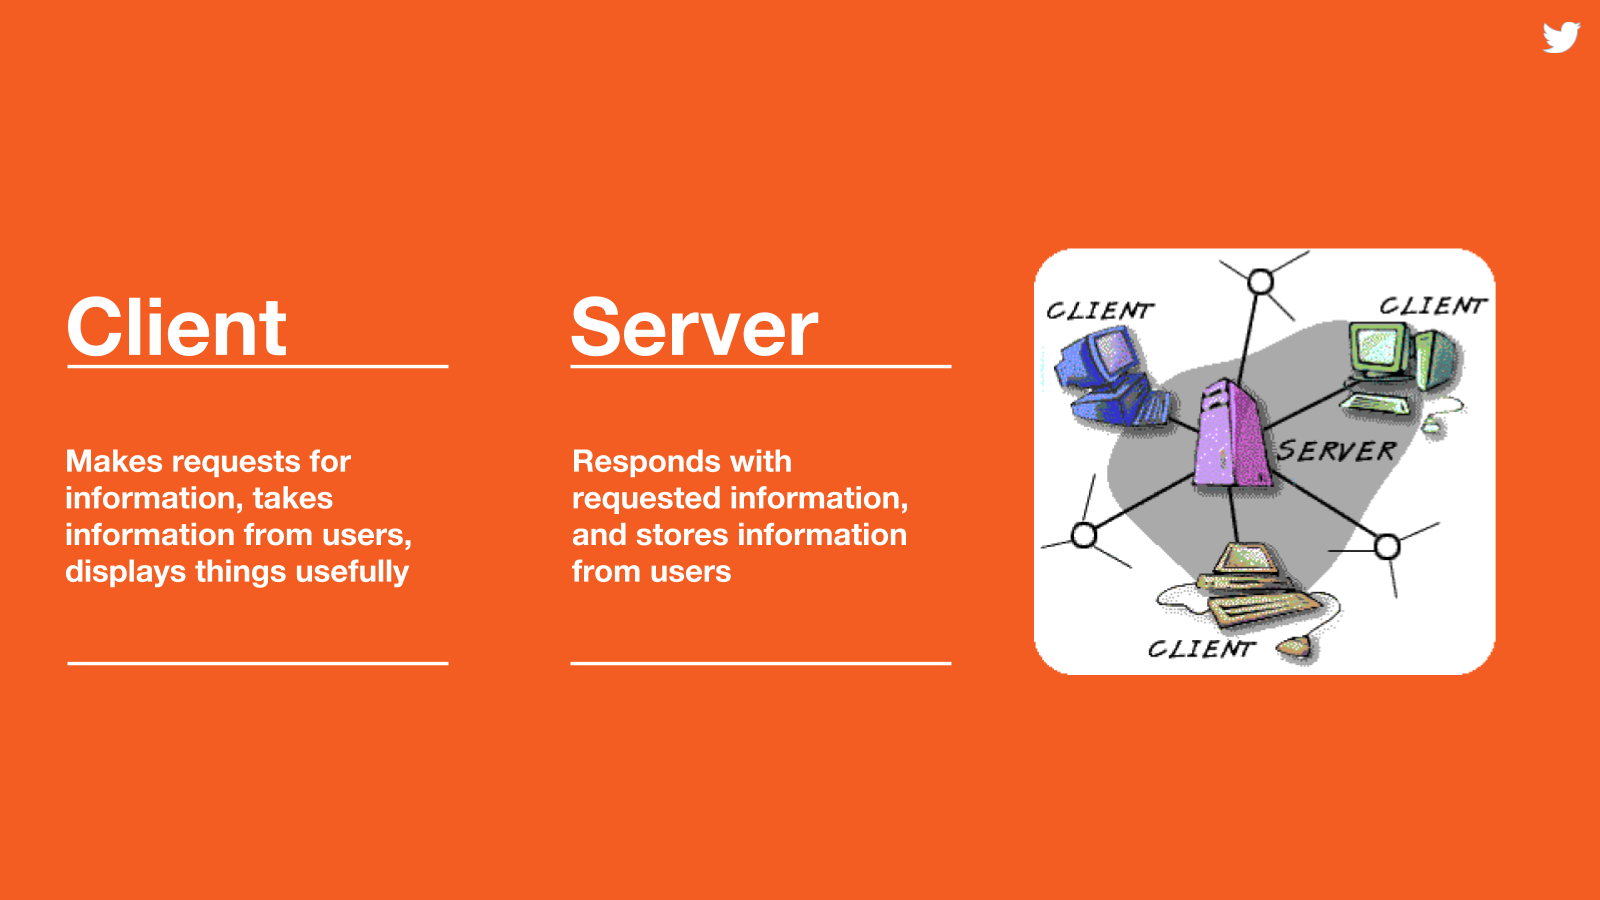 Client
Makes requests for
information, takes
information from users,
displays things usefully
Server
Responds with
requested information,
and stores information
from users
CLIENT
CLIENT
SERVER
CLIENT